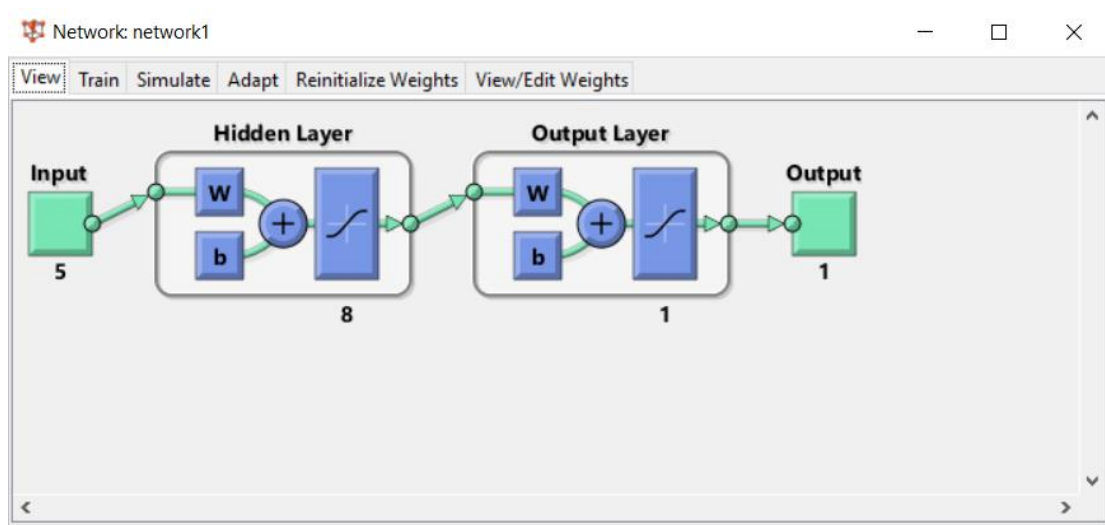 Network: network1
View Train Simulate Adapt Reinitialize Weights View/Edit Weights
Hidden Layer Output Layer
Input Output
W W
b b
5 1
8 1